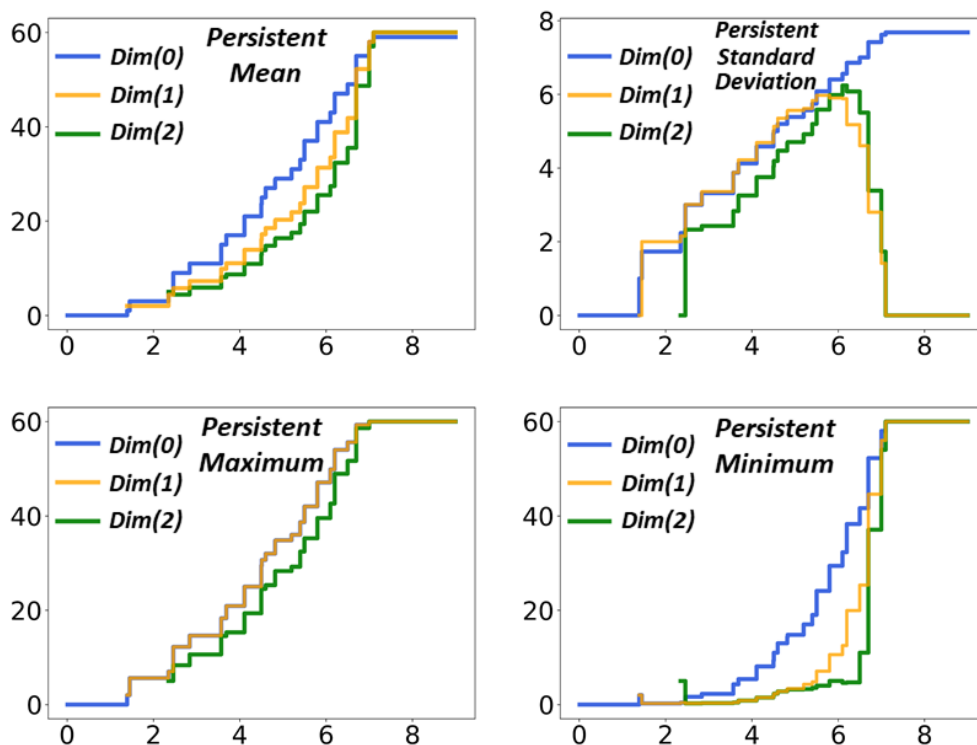 Persistent
Mean
Dim(0)
Dim(1)
Dim(2)
60
40
20
0
0 2 4 6 8
Persistent
Standard
Deviation
Dim(0)
Dim(1)
Dim(2)
8
6
4
2
0
0 2 4 6 8
Persistent
Maximum
Dim(0)
Dim(1)
Dim(2)
60
40
20
0
0 2 4 6 8
Persistent
Minimum
Dim(0)
Dim(1)
Dim(2)
60
40
20
0
0 2 4 6 8